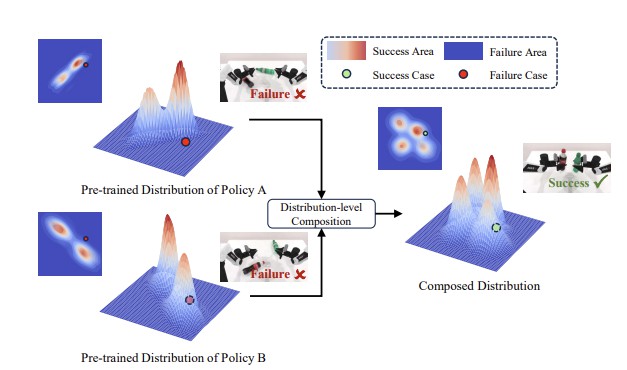 Success Area
Failure Area
Success Case
Failure Case
Failure ✘
Pre-trained Distribution of Policy A
Distribution-level
Composition
Success ✓
Failure ✘
Composed Distribution
Pre-trained Distribution of Policy B